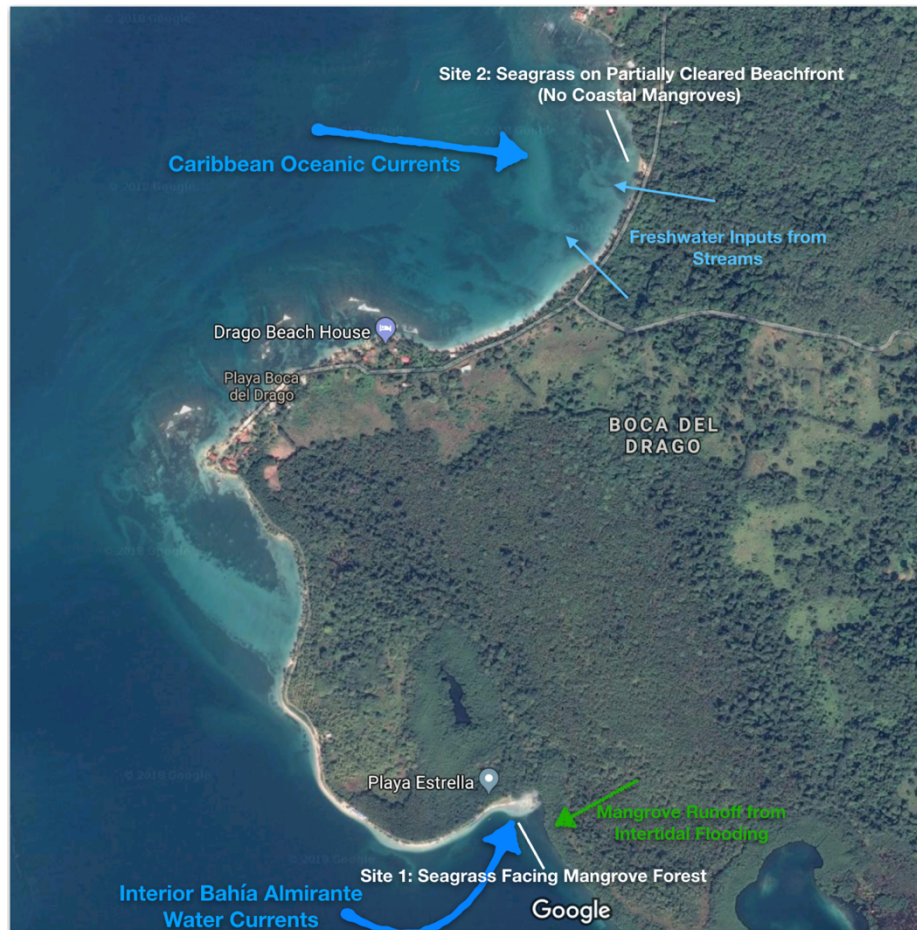 Site 2: Seagrass on Partially Cleared Beachfront
(No Coastal Mangroves)
Caribbean Oceanic Currents
Freshwater Inputs from
Streams
Drago Beach House
Playa Boca
del Drago
BOCA DEL
DRAGO
Playa Estrella
Mangrove Runoff from
Intertidal Flooding
Site 1: Seagrass Facing Mangrove Forest
Interior Bahía Almirante
Water Currents
Google